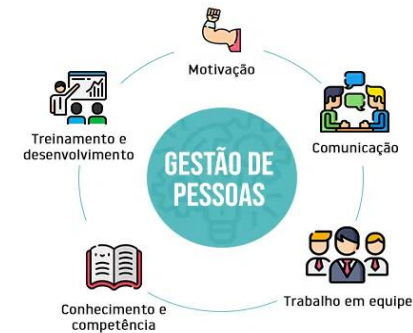 Motivação
Treinamento e
desenvolvimento
Comunicação
GESTÃO DE
PESSOAS
Trabalho em equipe
Conhecimento e
competência